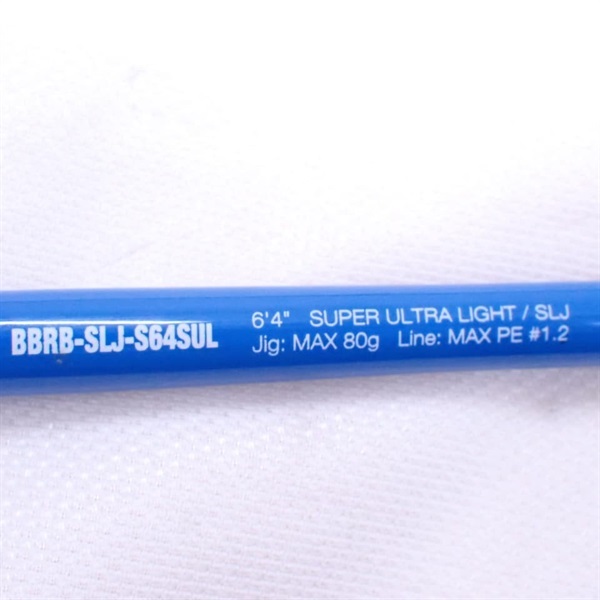 BBRB-SLJ-S64SUL
6'4" SUPER ULTRA LIGHT / SLJ
Jig: MAX 80g Line: MAX PE #1.2